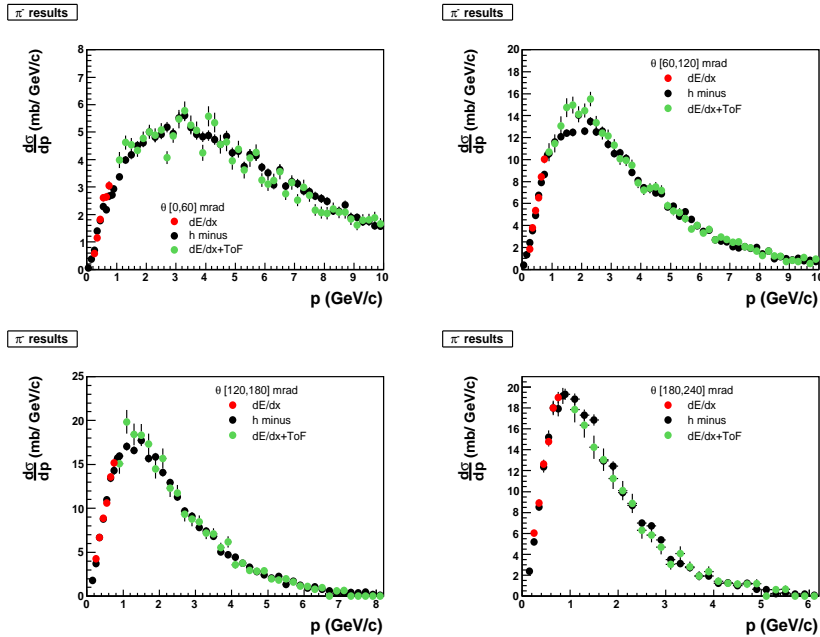 π⁻ results
dσ/dp (mb/ GeV/c)
8
7
6
5
4
3
2
1
0
θ [0,60] mrad
dE/dx
h minus
dE/dx+ToF
0 1 2 3 4 5 6 7 8 9 10
p (GeV/c)
π⁻ results
dσ/dp (mb/ GeV/c)
20
18
16
14
12
10
8
6
4
2
0
θ [60,120] mrad
dE/dx
h minus
dE/dx+ToF
0 1 2 3 4 5 6 7 8 9 10
p (GeV/c)
π⁻ results
dσ/dp (mb/ GeV/c)
25
20
15
10
5
0
θ [120,180] mrad
dE/dx
h minus
dE/dx+ToF
0 1 2 3 4 5 6 7 8
p (GeV/c)
π⁻ results
dσ/dp (mb/ GeV/c)
20
18
16
14
12
10
8
6
4
2
0
θ [180,240] mrad
dE/dx
h minus
dE/dx+ToF
0 1 2 3 4 5 6
p (GeV/c)